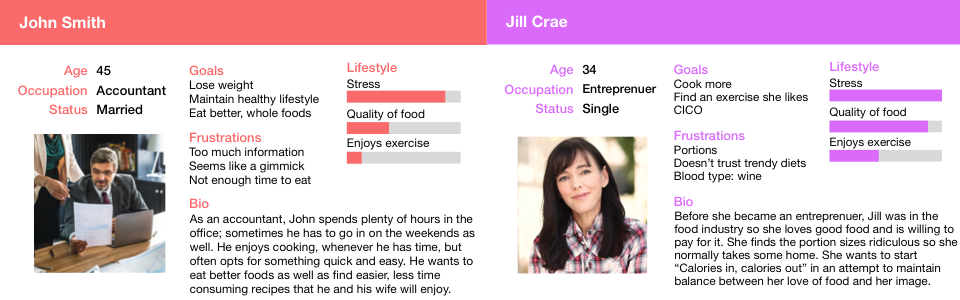 John Smith
Age 45
Occupation Accountant
Status Married
Goals
Lose weight
Maintain healthy lifestyle
Eat better, whole foods
Frustrations
Too much information
Seems like a gimmick
Not enough time to eat
Lifestyle
Stress
Quality of food
Enjoys exercise
Bio
As an accountant, John spends plenty of hours in the
office; sometimes he has to go in on the weekends as
well. He enjoys cooking, whenever he has time, but
often opts for something quick and easy. He wants to
eat better foods as well as find easier, less time
consuming recipes that he and his wife will enjoy.
Jill Crae
Age 34
Occupation Entreprenuer
Status Single
Goals
Cook more
Find an exercise she likes
CICO
Frustrations
Portions
Doesn't trust trendy diets
Blood type: wine
Lifestyle
Stress
Quality of food
Enjoys exercise
Bio
Before she became an entreprenuer, Jill was in the
food industry so she loves good food and is willing to
pay for it. She finds the portion sizes ridiculous so she
normally takes some home. She wants to start
“Calories in, calories out” in an attempt to maintain
balance between her love of food and her image.